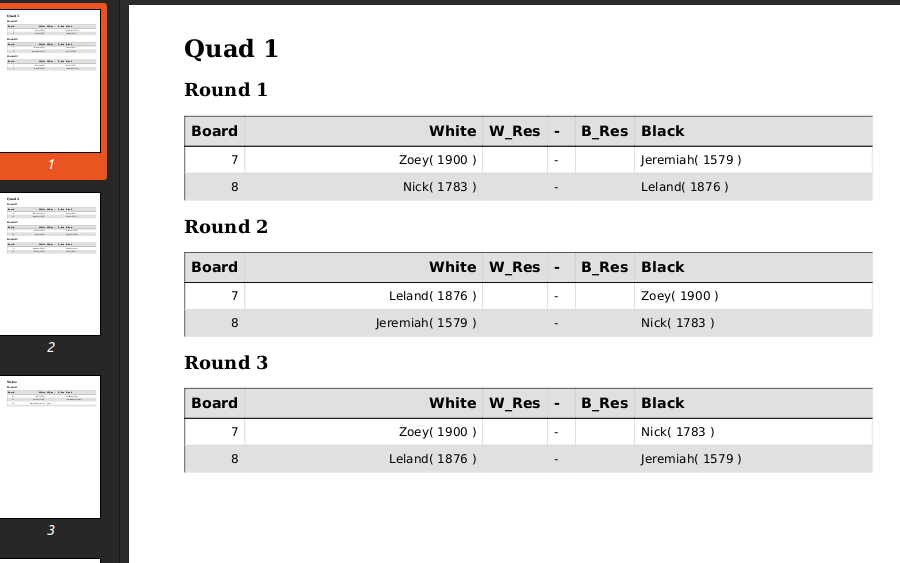 Quad 1
Round 1
Board White W_Res - B_Res Black
7 Zoey( 1900 ) - Jeremiah( 1579 )
8 Nick( 1783 ) - Leland( 1876 )
Round 2
Board White W_Res - B_Res Black
7 Leland( 1876 ) - Zoey( 1900 )
8 Jeremiah( 1579 ) - Nick( 1783 )
Round 3
Board White W_Res - B_Res Black
7 Zoey( 1900 ) - Nick( 1783 )
8 Leland( 1876 ) - Jeremiah( 1579 )
1
2
3